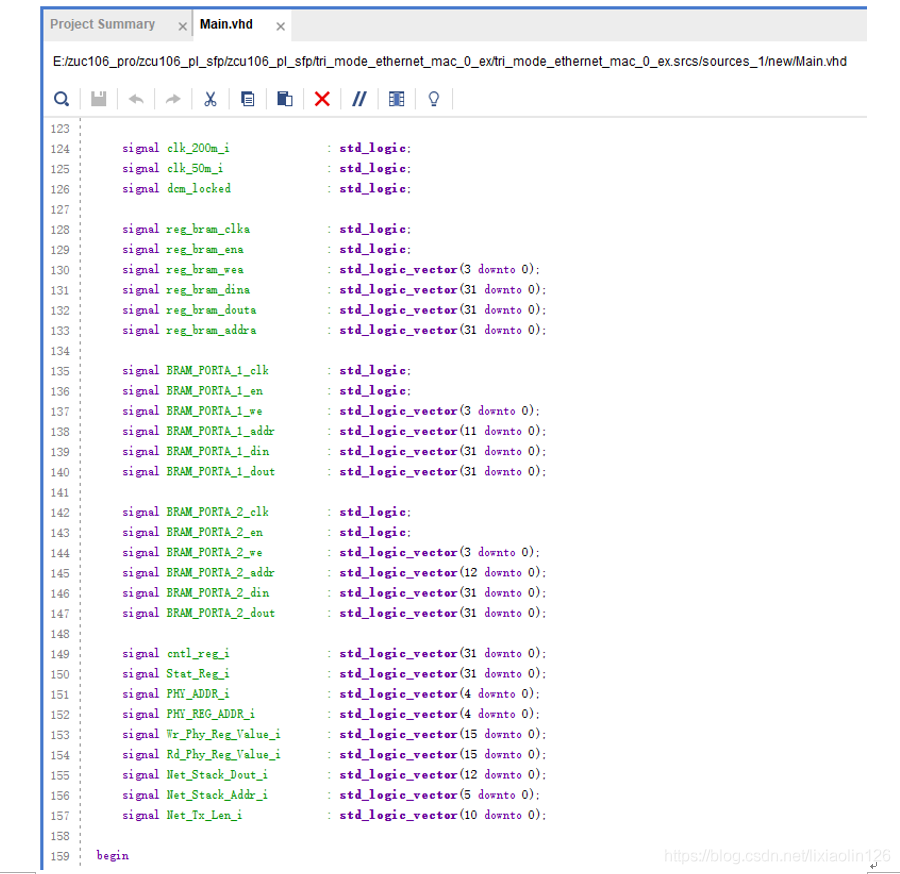 Project Summary × Main.vhd ×
E:/zuc106_pro/zcu106_pl_sfp/zcu106_pl_sfp/tri_mode_ethernet_mac_0_ex/tri_mode_ethernet_mac_0_ex.srcs/sources_1/new/Main.vhd
123
124 signal clk_200m_i : std_logic;
125 signal clk_50m_i : std_logic;
126 signal dcm_locked : std_logic;
127
128 signal reg_bram_clka : std_logic;
129 signal reg_bram_ena : std_logic;
130 signal reg_bram_wea : std_logic_vector(3 downto 0);
131 signal reg_bram_dina : std_logic_vector(31 downto 0);
132 signal reg_bram_douta : std_logic_vector(31 downto 0);
133 signal reg_bram_addra : std_logic_vector(31 downto 0);
134
135 signal BRAM_PORTA_1_clk : std_logic;
136 signal BRAM_PORTA_1_en : std_logic;
137 signal BRAM_PORTA_1_we : std_logic_vector(3 downto 0);
138 signal BRAM_PORTA_1_addr : std_logic_vector(11 downto 0);
139 signal BRAM_PORTA_1_din : std_logic_vector(31 downto 0);
140 signal BRAM_PORTA_1_dout : std_logic_vector(31 downto 0);
141
142 signal BRAM_PORTA_2_clk : std_logic;
143 signal BRAM_PORTA_2_en : std_logic;
144 signal BRAM_PORTA_2_we : std_logic_vector(3 downto 0);
145 signal BRAM_PORTA_2_addr : std_logic_vector(12 downto 0);
146 signal BRAM_PORTA_2_din : std_logic_vector(31 downto 0);
147 signal BRAM_PORTA_2_dout : std_logic_vector(31 downto 0);
148
149 signal cntl_reg_i : std_logic_vector(31 downto 0);
150 signal Stat_Reg_i : std_logic_vector(31 downto 0);
151 signal PHY_ADDR_i : std_logic_vector(4 downto 0);
152 signal PHY_REG_ADDR_i : std_logic_vector(4 downto 0);
153 signal Wr_Phy_Reg_Value_i : std_logic_vector(15 downto 0);
154 signal Rd_Phy_Reg_Value_i : std_logic_vector(15 downto 0);
155 signal Net_Stack_Dout_i : std_logic_vector(12 downto 0);
156 signal Net_Stack_Addr_i : std_logic_vector(5 downto 0);
157 signal Net_Tx_Len_i : std_logic_vector(10 downto 0);
158
159 begin
https://blog.csdn.net/lixiaolin126